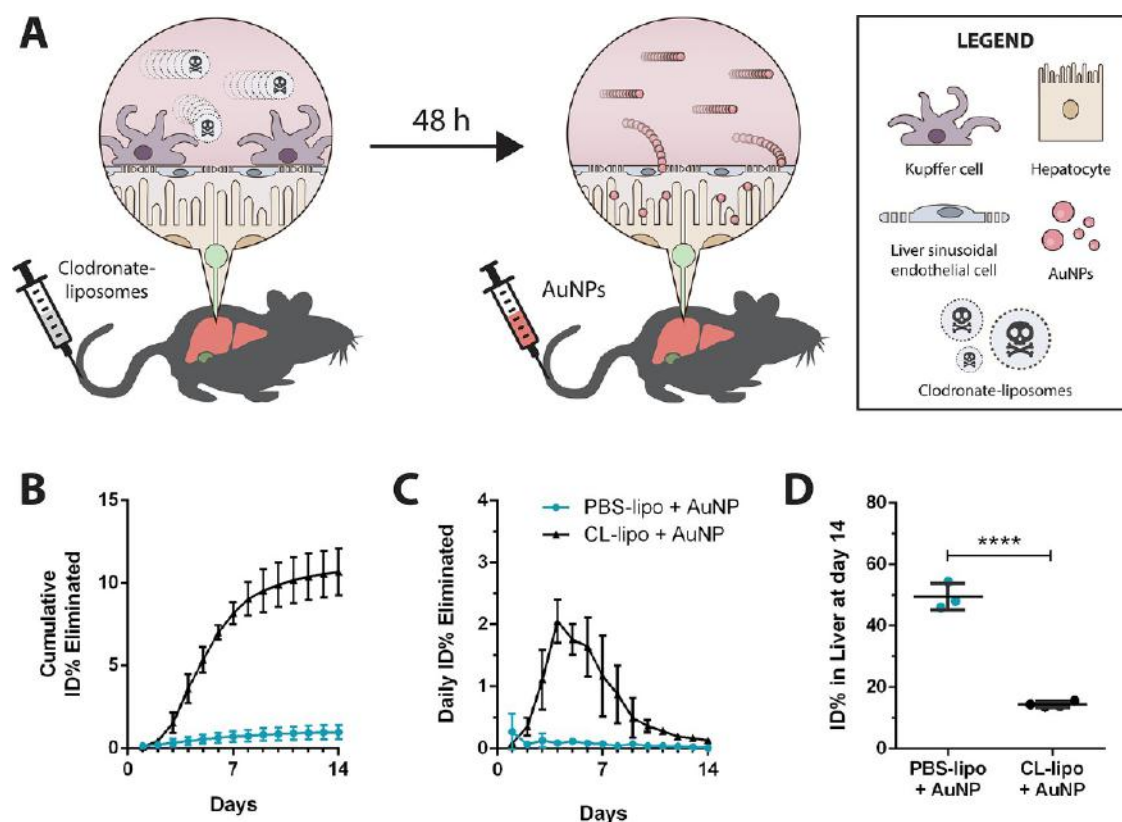 A
48 h
Clodronate-
liposomes
AuNPs
LEGEND
Kupffer cell
Hepatocyte
Liver sinusoidal
endothelial cell
AuNPs
Clodronate-liposomes
B
Cumulative
ID% Eliminated
15
10
5
0
0
7
14
Days
C
Daily ID% Eliminated
4
3
2
1
0
0
7
14
Days
PBS-lipo + AuNP
CL-lipo + AuNP
D
ID% in Liver at day 14
80
60
40
20
0
****
PBS-lipo
+ AuNP
CL-lipo
+ AuNP